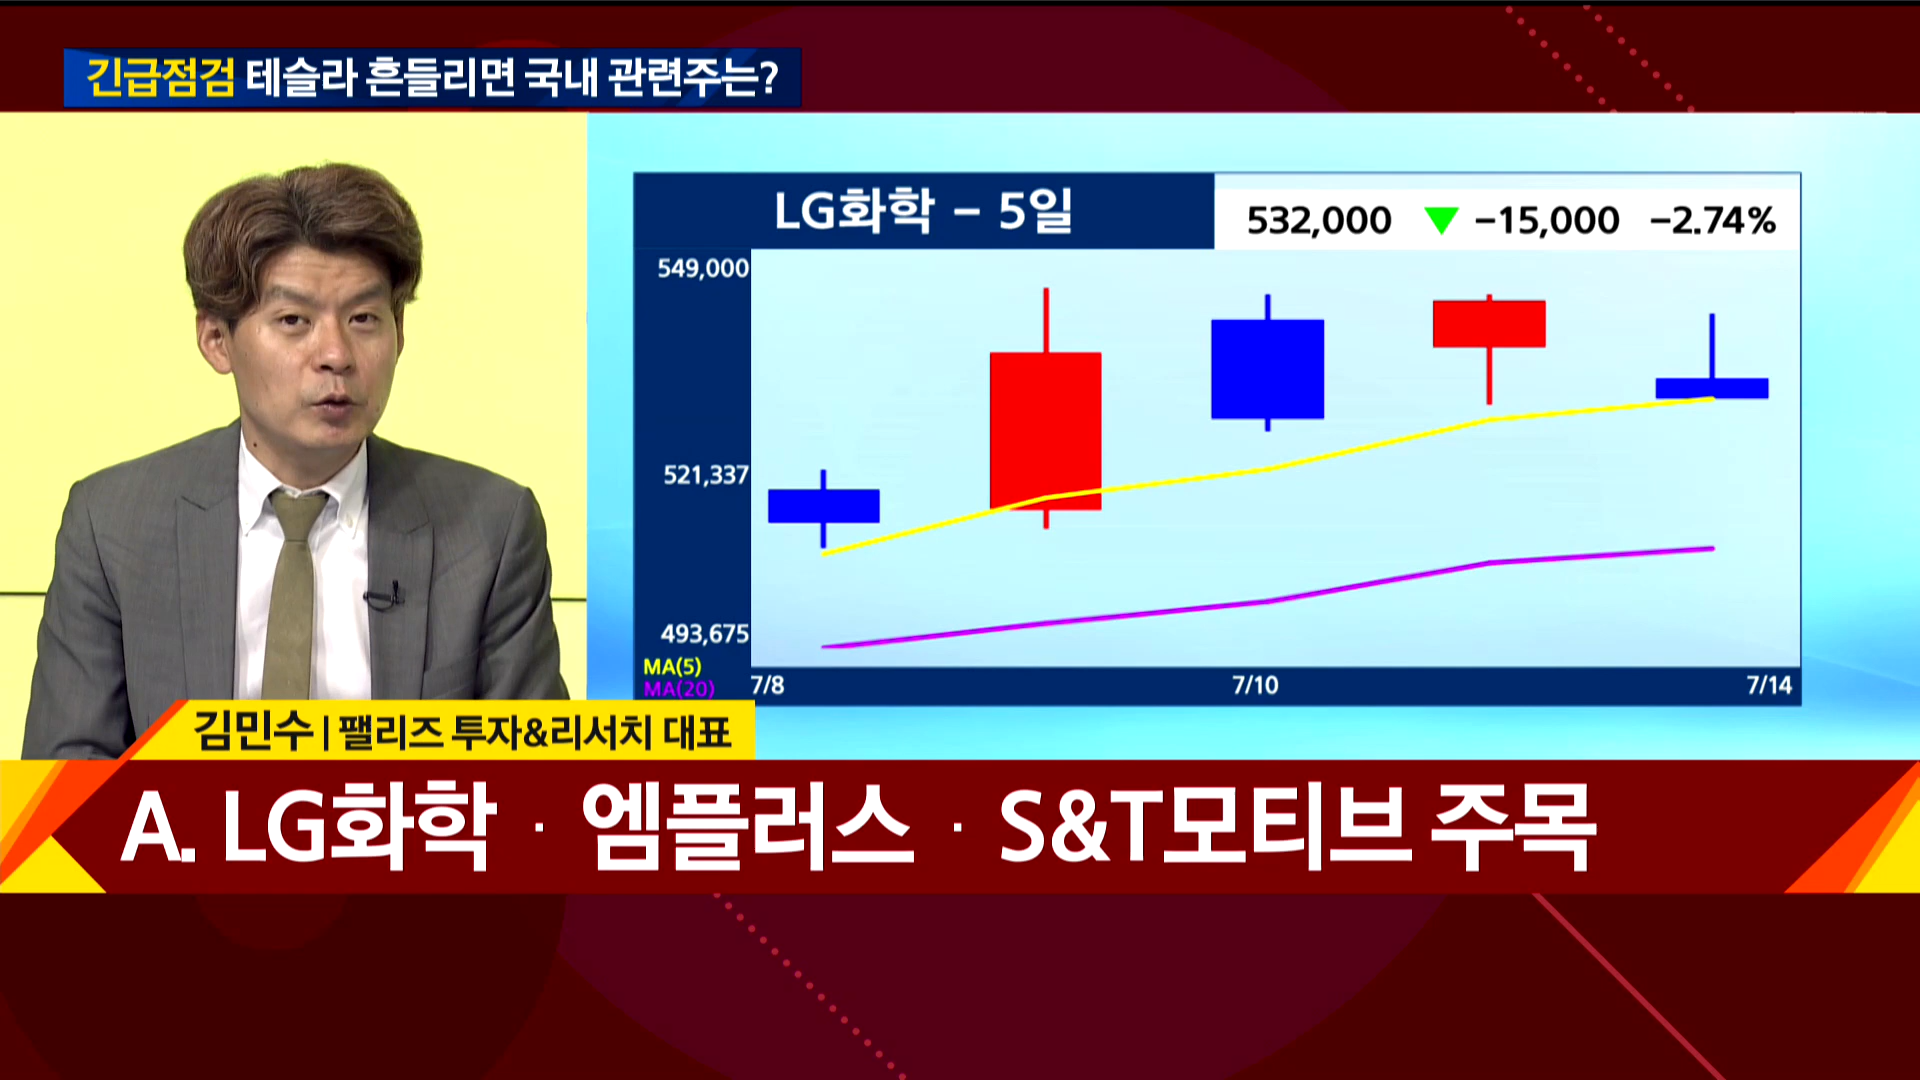 긴급점검 테슬라 흔들리면 국내 관련주는?
LG화학 - 5일
532,000 ▼ -15,000 -2.74%
549,000
521,337
493,675
MA(5)
MA(20)
7/8 7/10 7/14
김민수 | 팰리즈 투자&리서치 대표
A. LG화학 · 엠플러스 · S&T모티브 주목